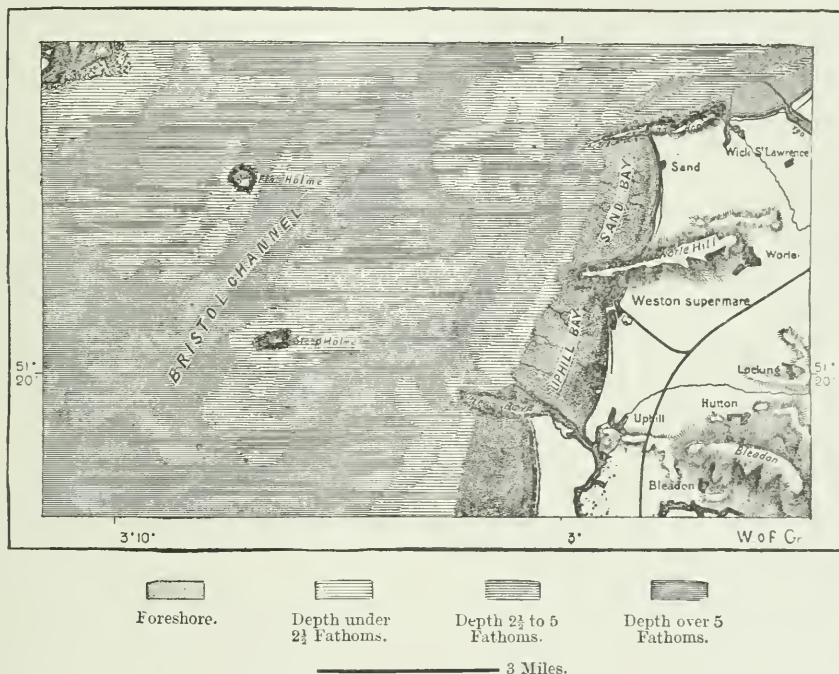 Wick St Lawrence
Sand
SAND BAY
Worle Hill
Flat Holme
BRISTOL CHANNEL
Weston supermare
Steep Holme
UPHILL BAY
51°
20'
51°
20'
Locking
Hutton
Uphill
Bleadon
Bleadon
3°10'
3°
W. of Gr
Foreshore.
Depth under
2½ Fathoms.
Depth 2½ to 5
Fathoms.
Depth over 5
Fathoms.
3 Miles.